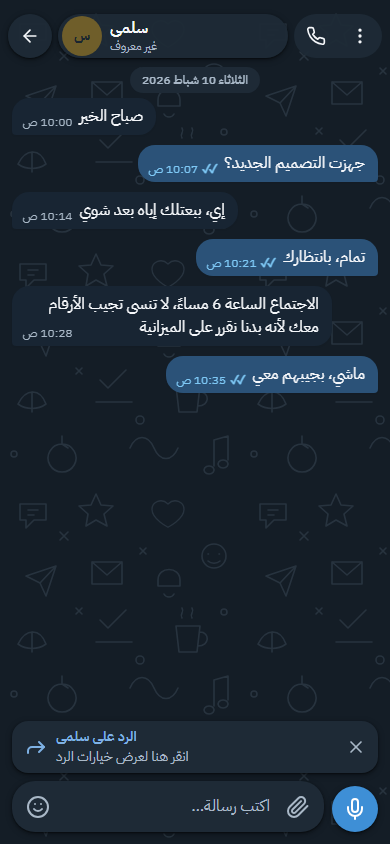 سلمى
س
غير معروف
الثلاثاء 10 شباط 2026
صباح الخير
10:00 ص
جهزت التصميم الجديد؟
10:07 ص
إي، ببعتلك إياه بعد شوي
10:14 ص
تمام، بانتظارك
10:21 ص
الاجتماع الساعة 6 مساءً، لا تنسى تجيب الأرقام
معك لأنه بدنا نقرر على الميزانية
10:28 ص
ماشي، بجيبهم معي
10:35 ص
الرد على سلمى
انقر هنا لعرض خيارات الرد
اكتب رسالة...